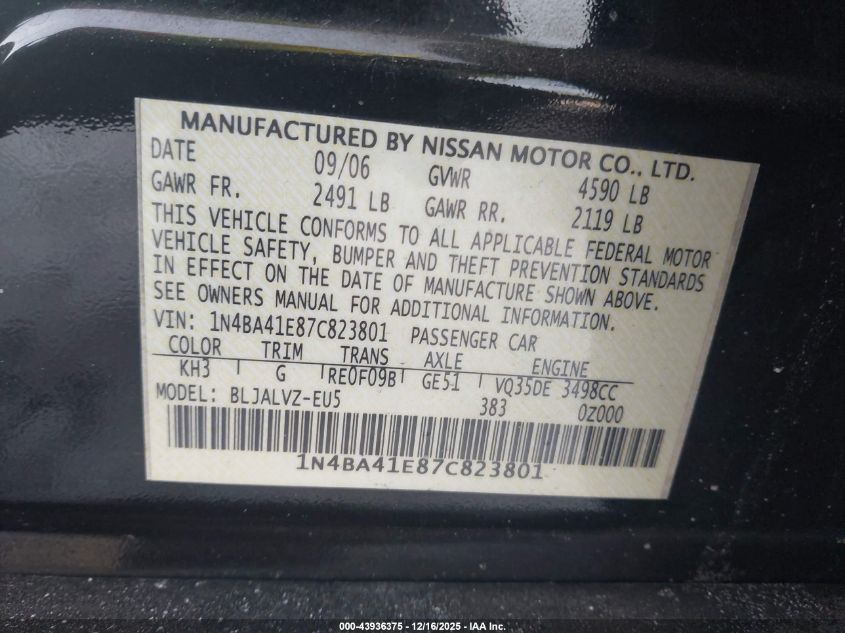 MANUFACTURED BY NISSAN MOTOR CO., LTD.
DATE 09/06 GVWR 4590 LB
GAWR FR. 2491 LB GAWR RR. 2119 LB
THIS VEHICLE CONFORMS TO ALL APPLICABLE FEDERAL MOTOR
VEHICLE SAFETY, BUMPER AND THEFT PREVENTION STANDARDS
IN EFFECT ON THE DATE OF MANUFACTURE SHOWN ABOVE.
SEE OWNERS MANUAL FOR ADDITIONAL INFORMATION.
VIN: 1N4BA41E87C823801 PASSENGER CAR
COLOR TRIM TRANS AXLE ENGINE
KH3 G RE0F09B GE51 VQ35DE 3498CC
MODEL: BLJALVZ-EU5 383 0Z000
1N4BA41E87C823801
000-43936375 - 12/16/2025 - IAA Inc.